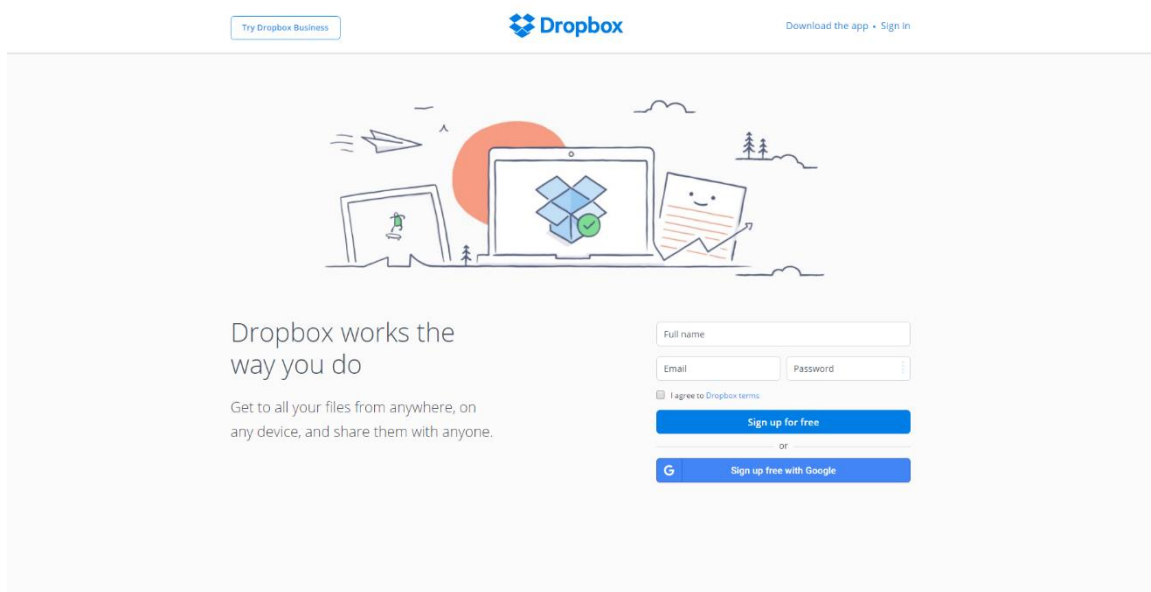 Try Dropbox Business
Dropbox
Download the app • Sign in
Dropbox works the
way you do
Get to all your files from anywhere, on
any device, and share them with anyone.
Full name
Email
Password
I agree to Dropbox terms
Sign up for free
or
G
Sign up free with Google